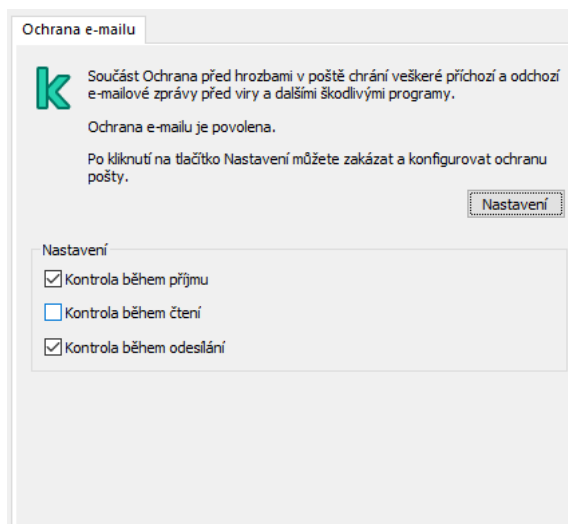 Ochrana e-mailu
Součást Ochrana před hrozbami v poště chrání veškeré příchozí a odchozí
e-mailové zprávy před viry a dalšími škodlivými programy.
Ochrana e-mailu je povolena.
Po kliknutí na tlačítko Nastavení můžete zakázat a konfigurovat ochranu
pošty.
Nastavení
Nastavení
Kontrola během příjmu
Kontrola během čtení
Kontrola během odesílání